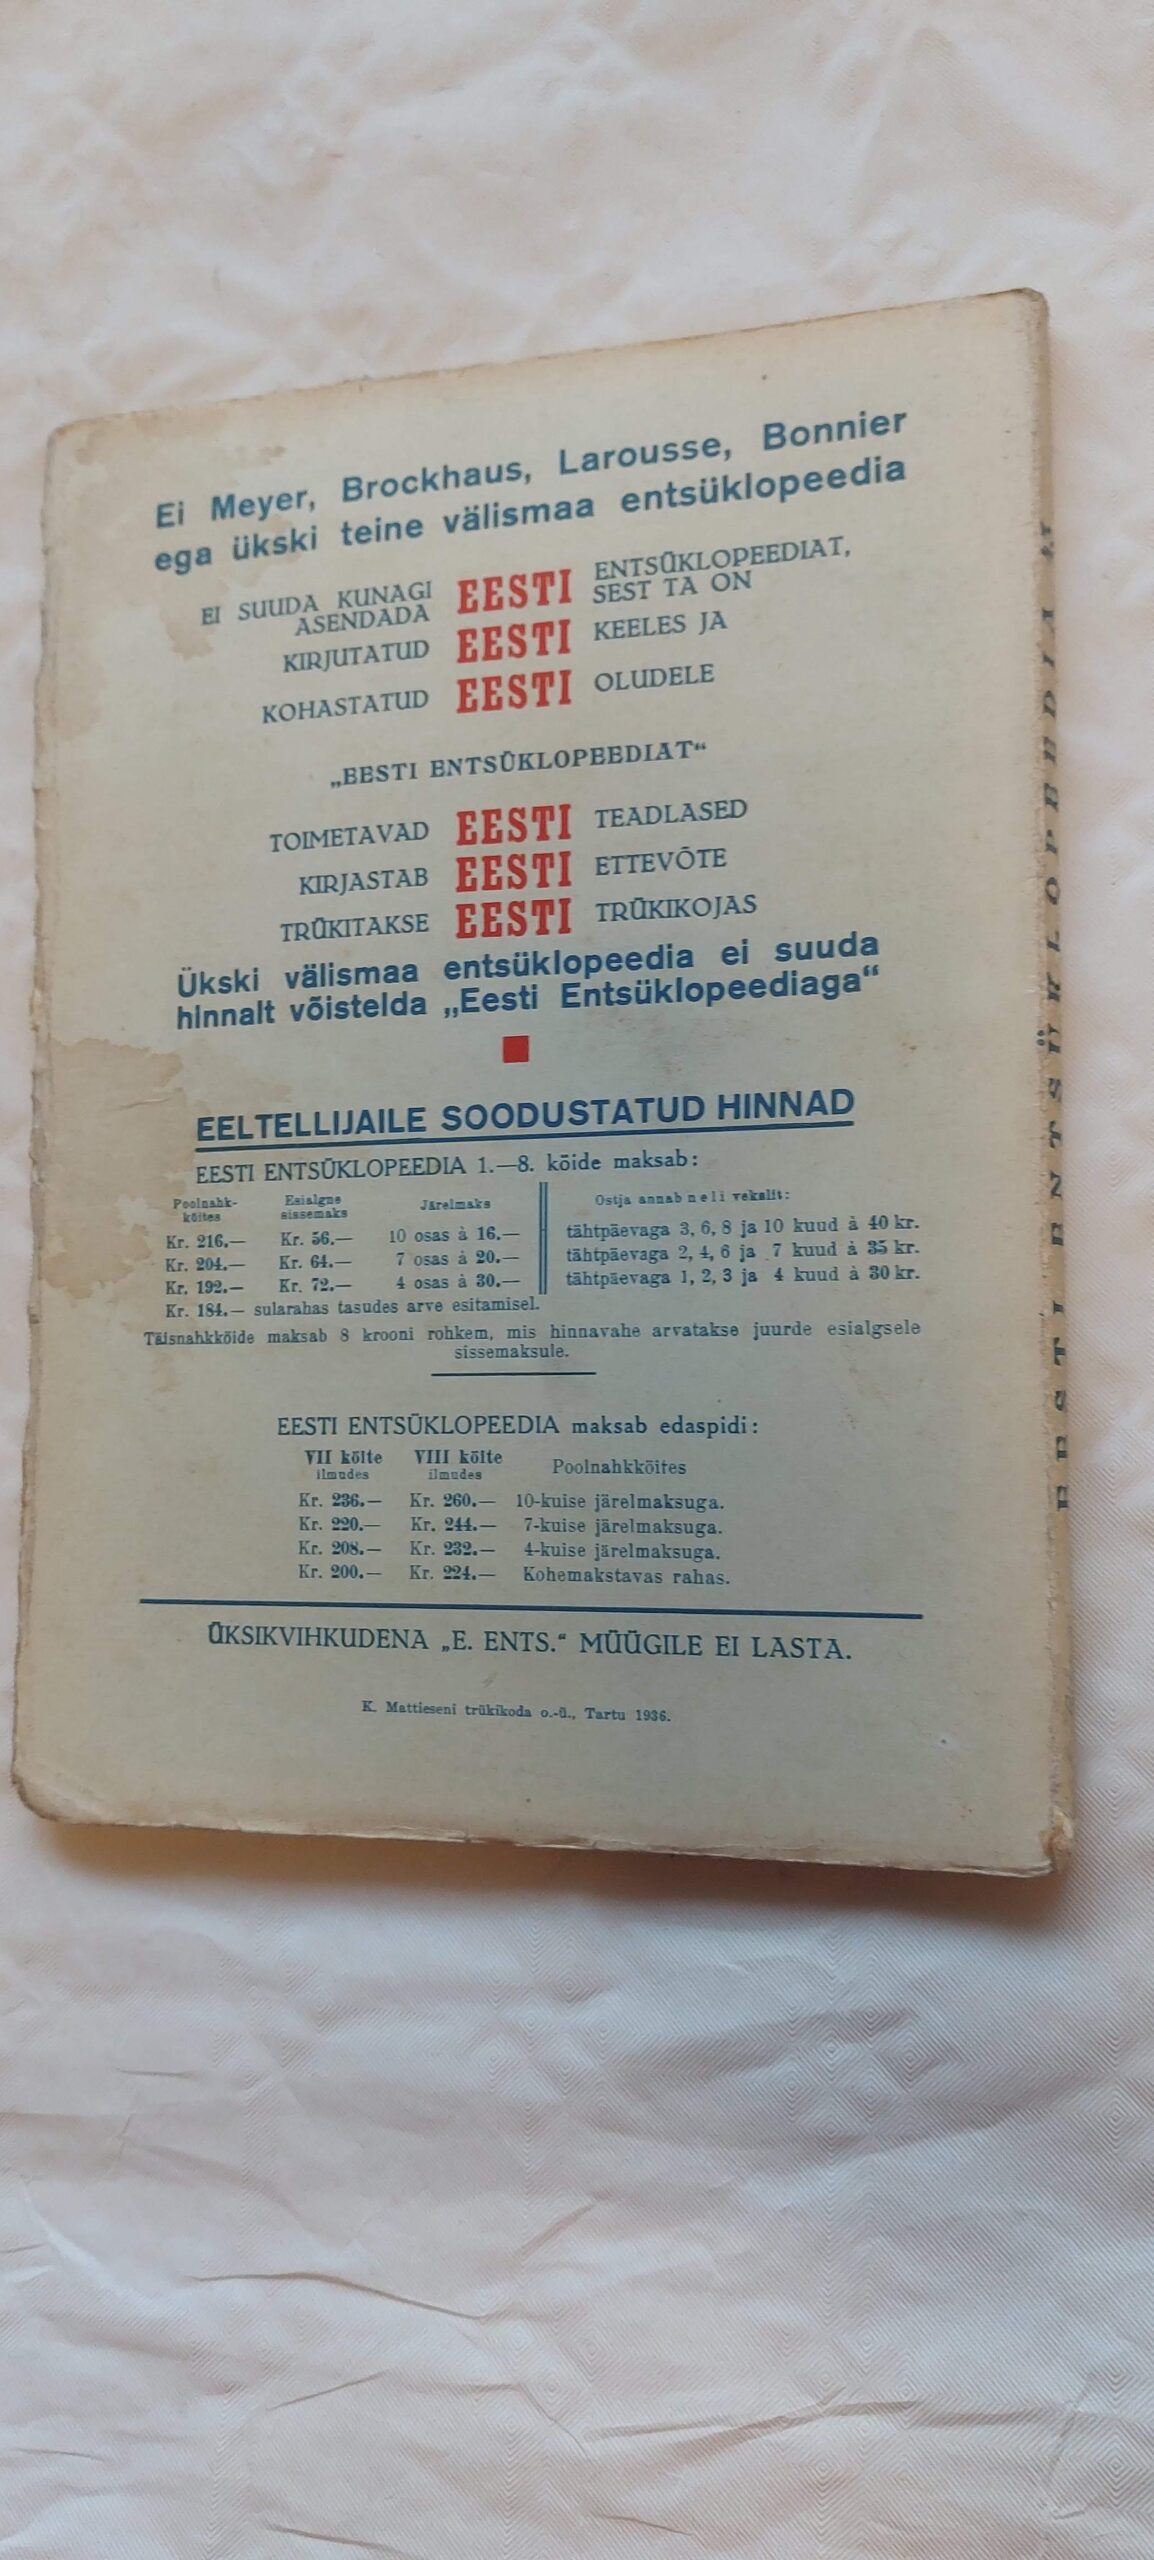 Ei Meyer, Brockhaus, Larousse, Bonnier
ega ükski teine välismaa entsüklopeedia
EI SUUDA KUNAGI ASENDADA EESTI ENTSÜKLOPEEDIAT, SEST TA ON
KIRJUTATUD EESTI KEELES JA
KOHASTATUD EESTI OLUDELE
„EESTI ENTSÜKLOPEEDIAT“
TOIMETAVAD EESTI TEADLASED
KIRJASTAB EESTI ETTEVÕTE
TRÜKITAKSE EESTI TRÜKIKOJAS
Ükski välismaa entsüklopeedia ei suuda
hinnalt võistelda „Eesti Entsüklopeediaga“
EELTELLIJAILE SOODUSTATUD HINNAD
EESTI ENTSÜKLOPEEDIA 1.—8. köide maksab:
Poolnahk-köites Esialgne sissemaks Järelmaks Ostja annab neli vekslit:
Kr. 216.— Kr. 56.— 10 osas à 16.— tähtpäevaga 3, 6, 8 ja 10 kuud à 40 kr.
Kr. 204.— Kr. 64.— 7 osas à 20.— tähtpäevaga 2, 4, 6 ja 7 kuud à 35 kr.
Kr. 192.— Kr. 72.— 4 osas à 30.— tähtpäevaga 1, 2, 3 ja 4 kuud à 30 kr.
Kr. 184.— sularahas tasudes arve esitamisel.
Täisnahkköide maksab 8 krooni rohkem, mis hinnavahe arvatakse juurde esialgsele
sissemaksule.
EESTI ENTSÜKLOPEEDIA maksab edaspidi:
VII köite ilmudes VIII köite ilmudes Poolnahkköites
Kr. 236.— Kr. 260.— 10-kuise järelmaksuga.
Kr. 220.— Kr. 244.— 7-kuise järelmaksuga.
Kr. 208.— Kr. 232.— 4-kuise järelmaksuga.
Kr. 200.— Kr. 224.— Kohemakstavas rahas.
ÜKSIKVIHKUDENA „E. ENTS.“ MÜÜGILE EI LASTA.
K. Mattieseni trükikoda o.-ü., Tartu 1936.
EESTI ENTSÜKLOPEEDIA